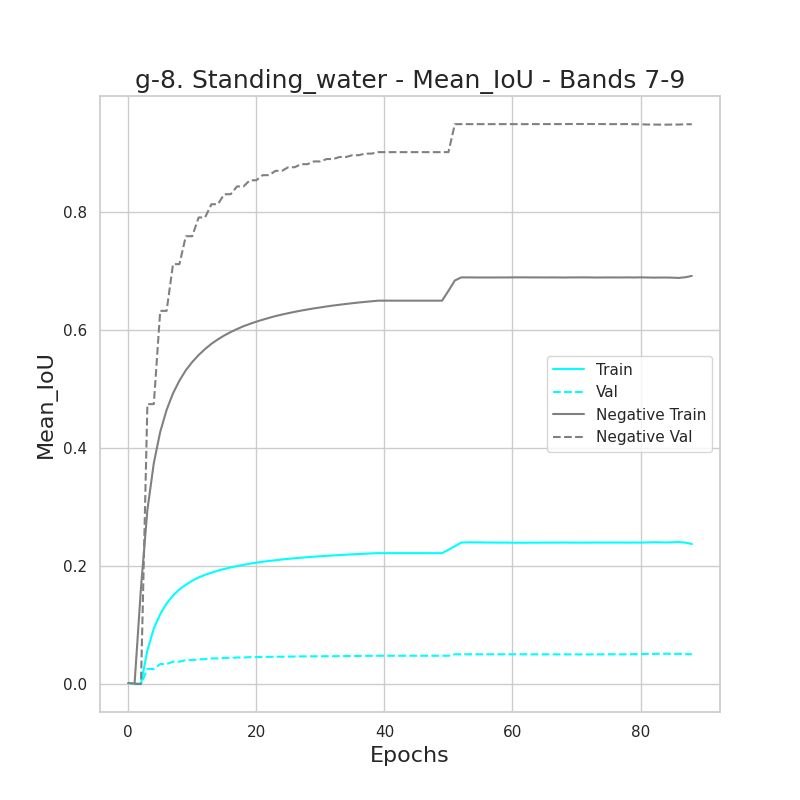 g-8. Standing_water - Mean_IoU - Bands 7-9
Mean_IoU
0.8
0.6
0.4
0.2
0.0
Train
Val
Negative Train
Negative Val
0 20 40 60 80
Epochs